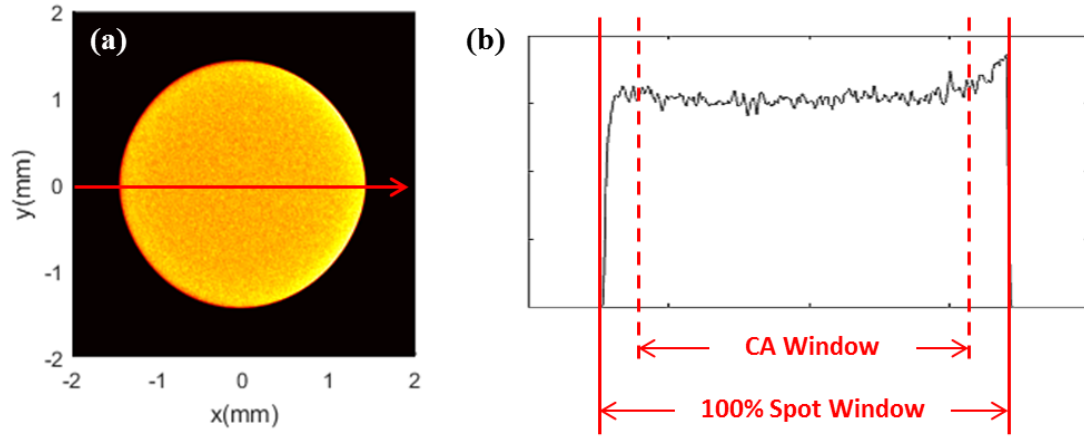 (a)
2
1
0
-1
-2
y(mm)
-2 -1 0 1 2
x(mm)
(b)
CA Window
100% Spot Window